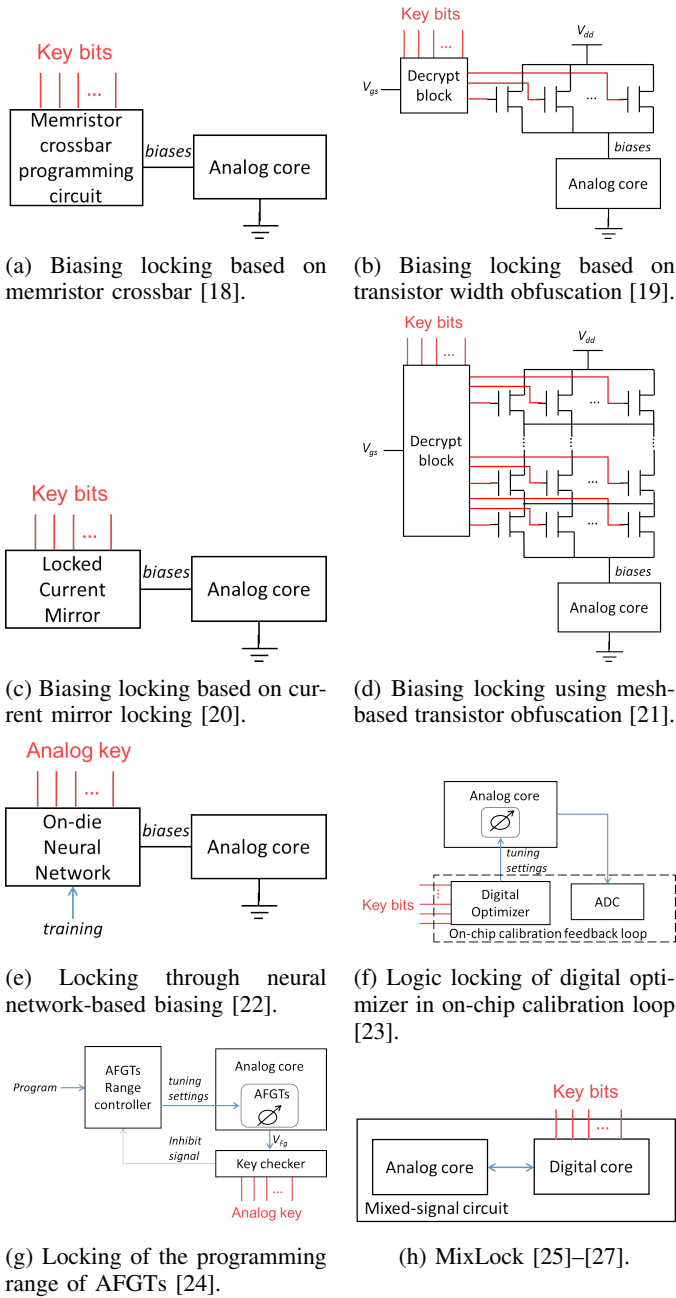 Key bits
...
Memristor
crossbar
programming
circuit
biases
Analog core
(a) Biasing locking based on
memristor crossbar [18].
Key bits
...
V_dd
V_gs
Decrypt
block
...
biases
Analog core
(b) Biasing locking based on
transistor width obfuscation [19].
Key bits
...
Locked
Current
Mirror
biases
Analog core
(c) Biasing locking based on cur-
rent mirror locking [20].
Key bits
...
V_dd
V_gs
Decrypt
block
...
...
...
...
...
...
biases
Analog core
(d) Biasing locking using mesh-
based transistor obfuscation [21].
Analog key
...
On-die
Neural
Network
biases
Analog core
training
(e) Locking through neural
network-based biasing [22].
Analog core
tuning
settings
Key bits
...
Digital
Optimizer
ADC
On-chip calibration feedback loop
(f) Logic locking of digital opti-
mizer in on-chip calibration loop
[23].
Program
AFGTs
Range
controller
tuning
settings
Analog core
AFGTs
V_Fg
Inhibit
signal
Key checker
...
Analog key
(g) Locking of the programming
range of AFGTs [24].
Key bits
...
Analog core
Digital core
Mixed-signal circuit
(h) MixLock [25]–[27].